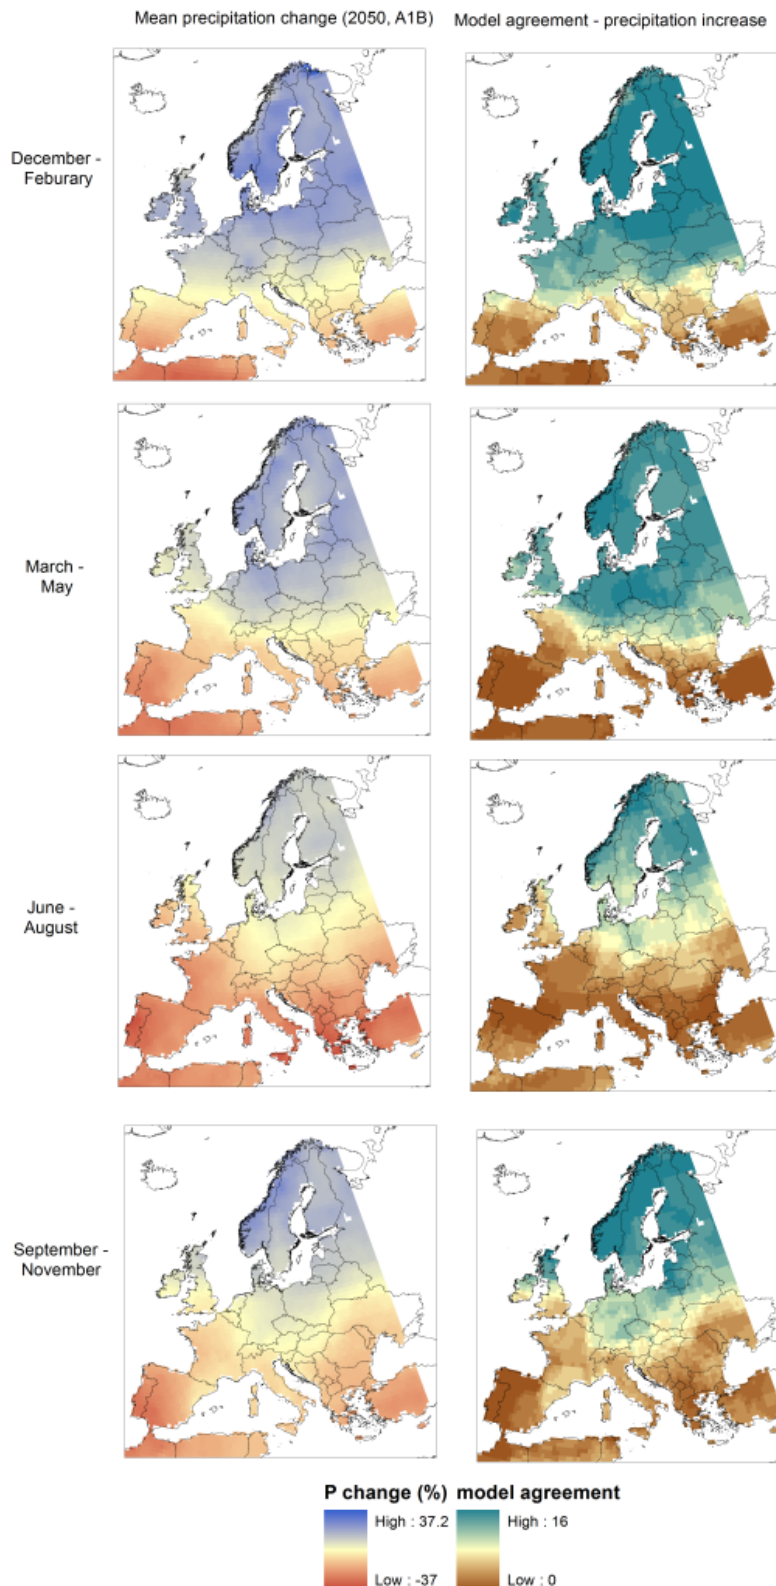 Mean precipitation change (2050, A1B) Model agreement - precipitation increase
December -
Feburary
March -
May
June -
August
September -
November
P change (%) model agreement
High : 37.2 High : 16
Low : -37 Low : 0